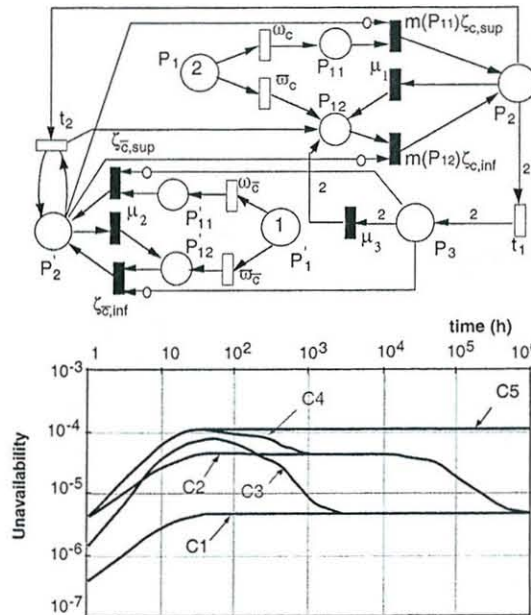 m(P₁₁)ζc,sup
ωc
P₁
2
P₁₁
μ₁
P₂
ϖc
P₁₂
t₂
ζc̅,sup
m(P₁₂)ζc,inf
2
2
ωc̅
μ₂
P'₁₁
1
2
2
P'₂
P'₁₂
P'₁
μ₃
P₃
t₁
ϖc̅
ζc̅,inf
time (h)
1 10 10² 10³ 10⁴ 10⁵
10⁻³
10⁻⁴
10⁻⁵
10⁻⁶
10⁻⁷
Unavailability
C5
C4
C2
C3
C1